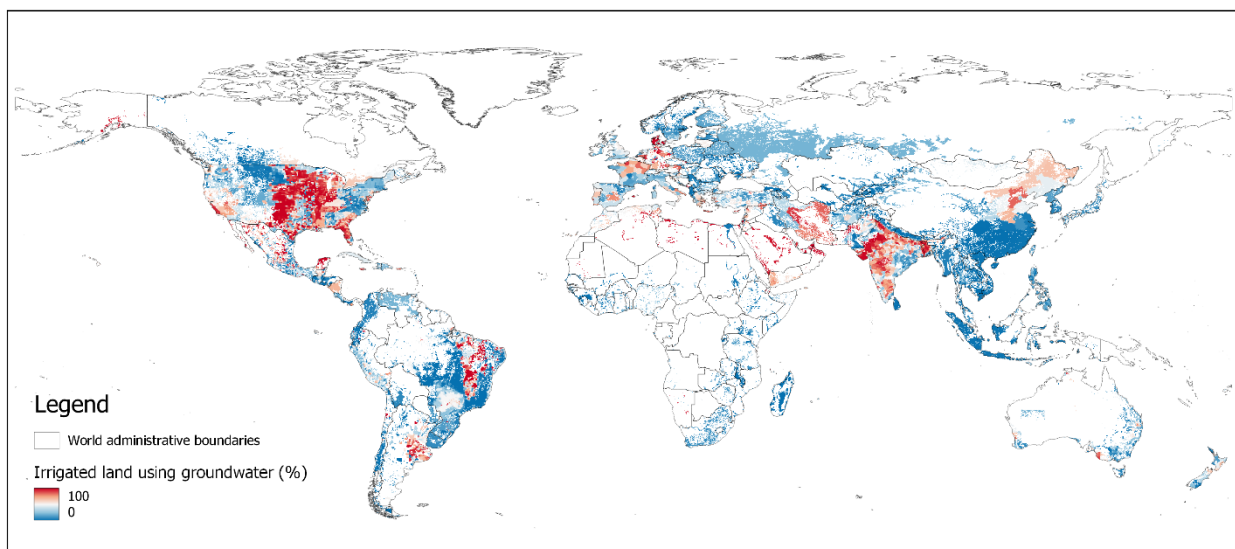 Legend
World administrative boundaries
Irrigated land using groundwater (%)
100
0